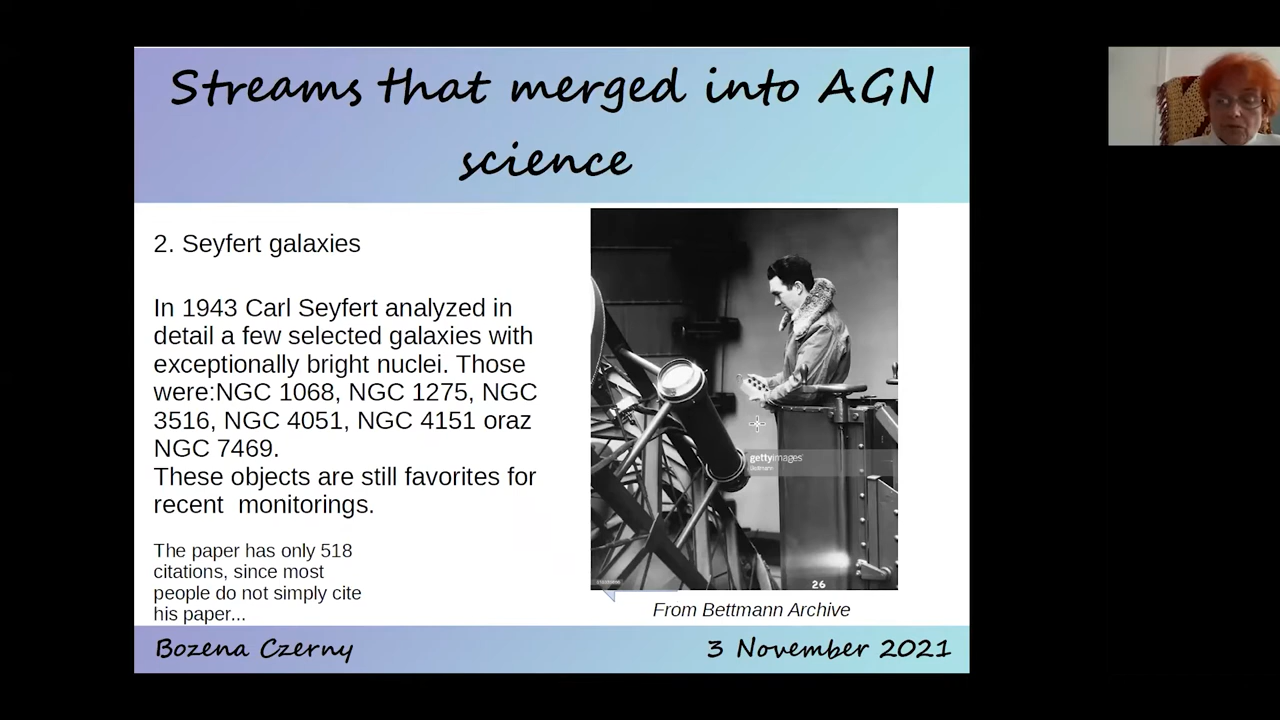 Streams that merged into AGN
science
2. Seyfert galaxies
In 1943 Carl Seyfert analyzed in
detail a few selected galaxies with
exceptionally bright nuclei. Those
were:NGC 1068, NGC 1275, NGC
3516, NGC 4051, NGC 4151 oraz
NGC 7469.
These objects are still favorites for
recent  monitorings.
The paper has only 518
citations, since most
people do not simply cite
his paper...
gettyimages
Bettmann
26
From Bettmann Archive
Bozena Czerny
3 November 2021